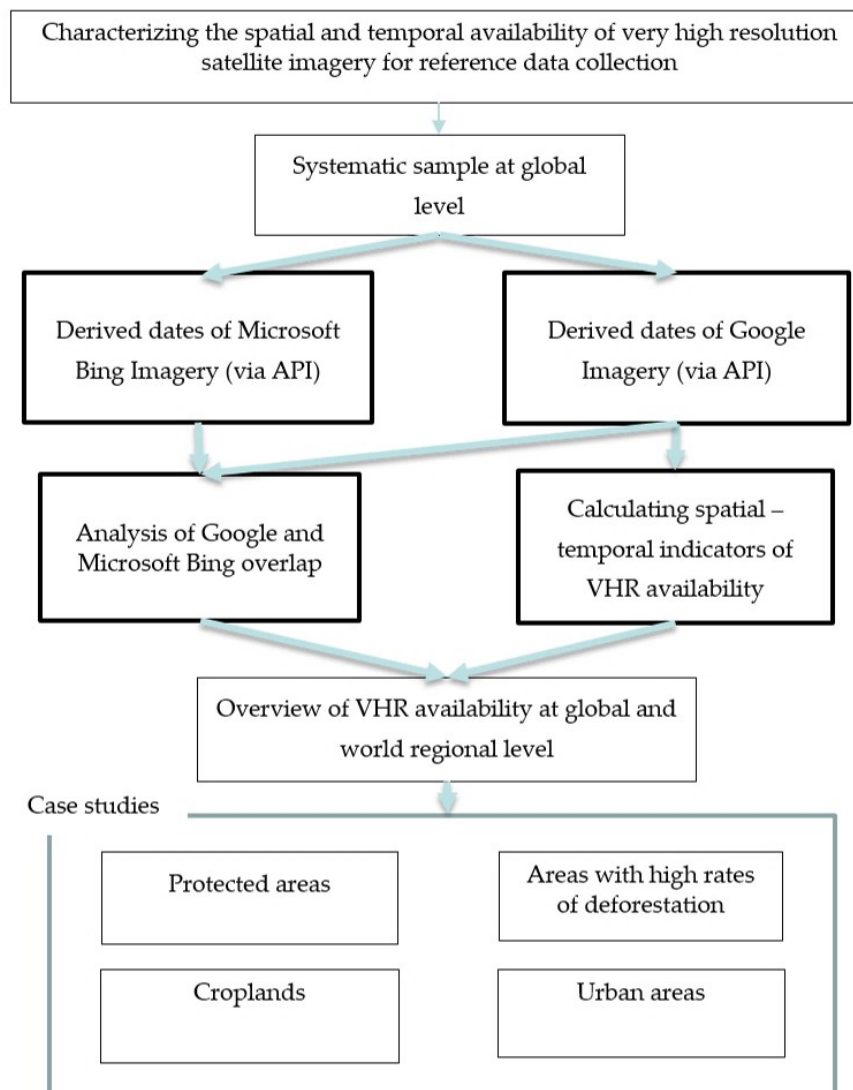 Characterizing the spatial and temporal availability of very high resolution
satellite imagery for reference data collection
Systematic sample at global
level
Derived dates of Microsoft
Bing Imagery (via API)
Derived dates of Google
Imagery (via API)
Analysis of Google and
Microsoft Bing overlap
Calculating spatial –
temporal indicators of
VHR availability
Overview of VHR availability at global and
world regional level
Case studies
Protected areas
Areas with high rates
of deforestation
Croplands
Urban areas